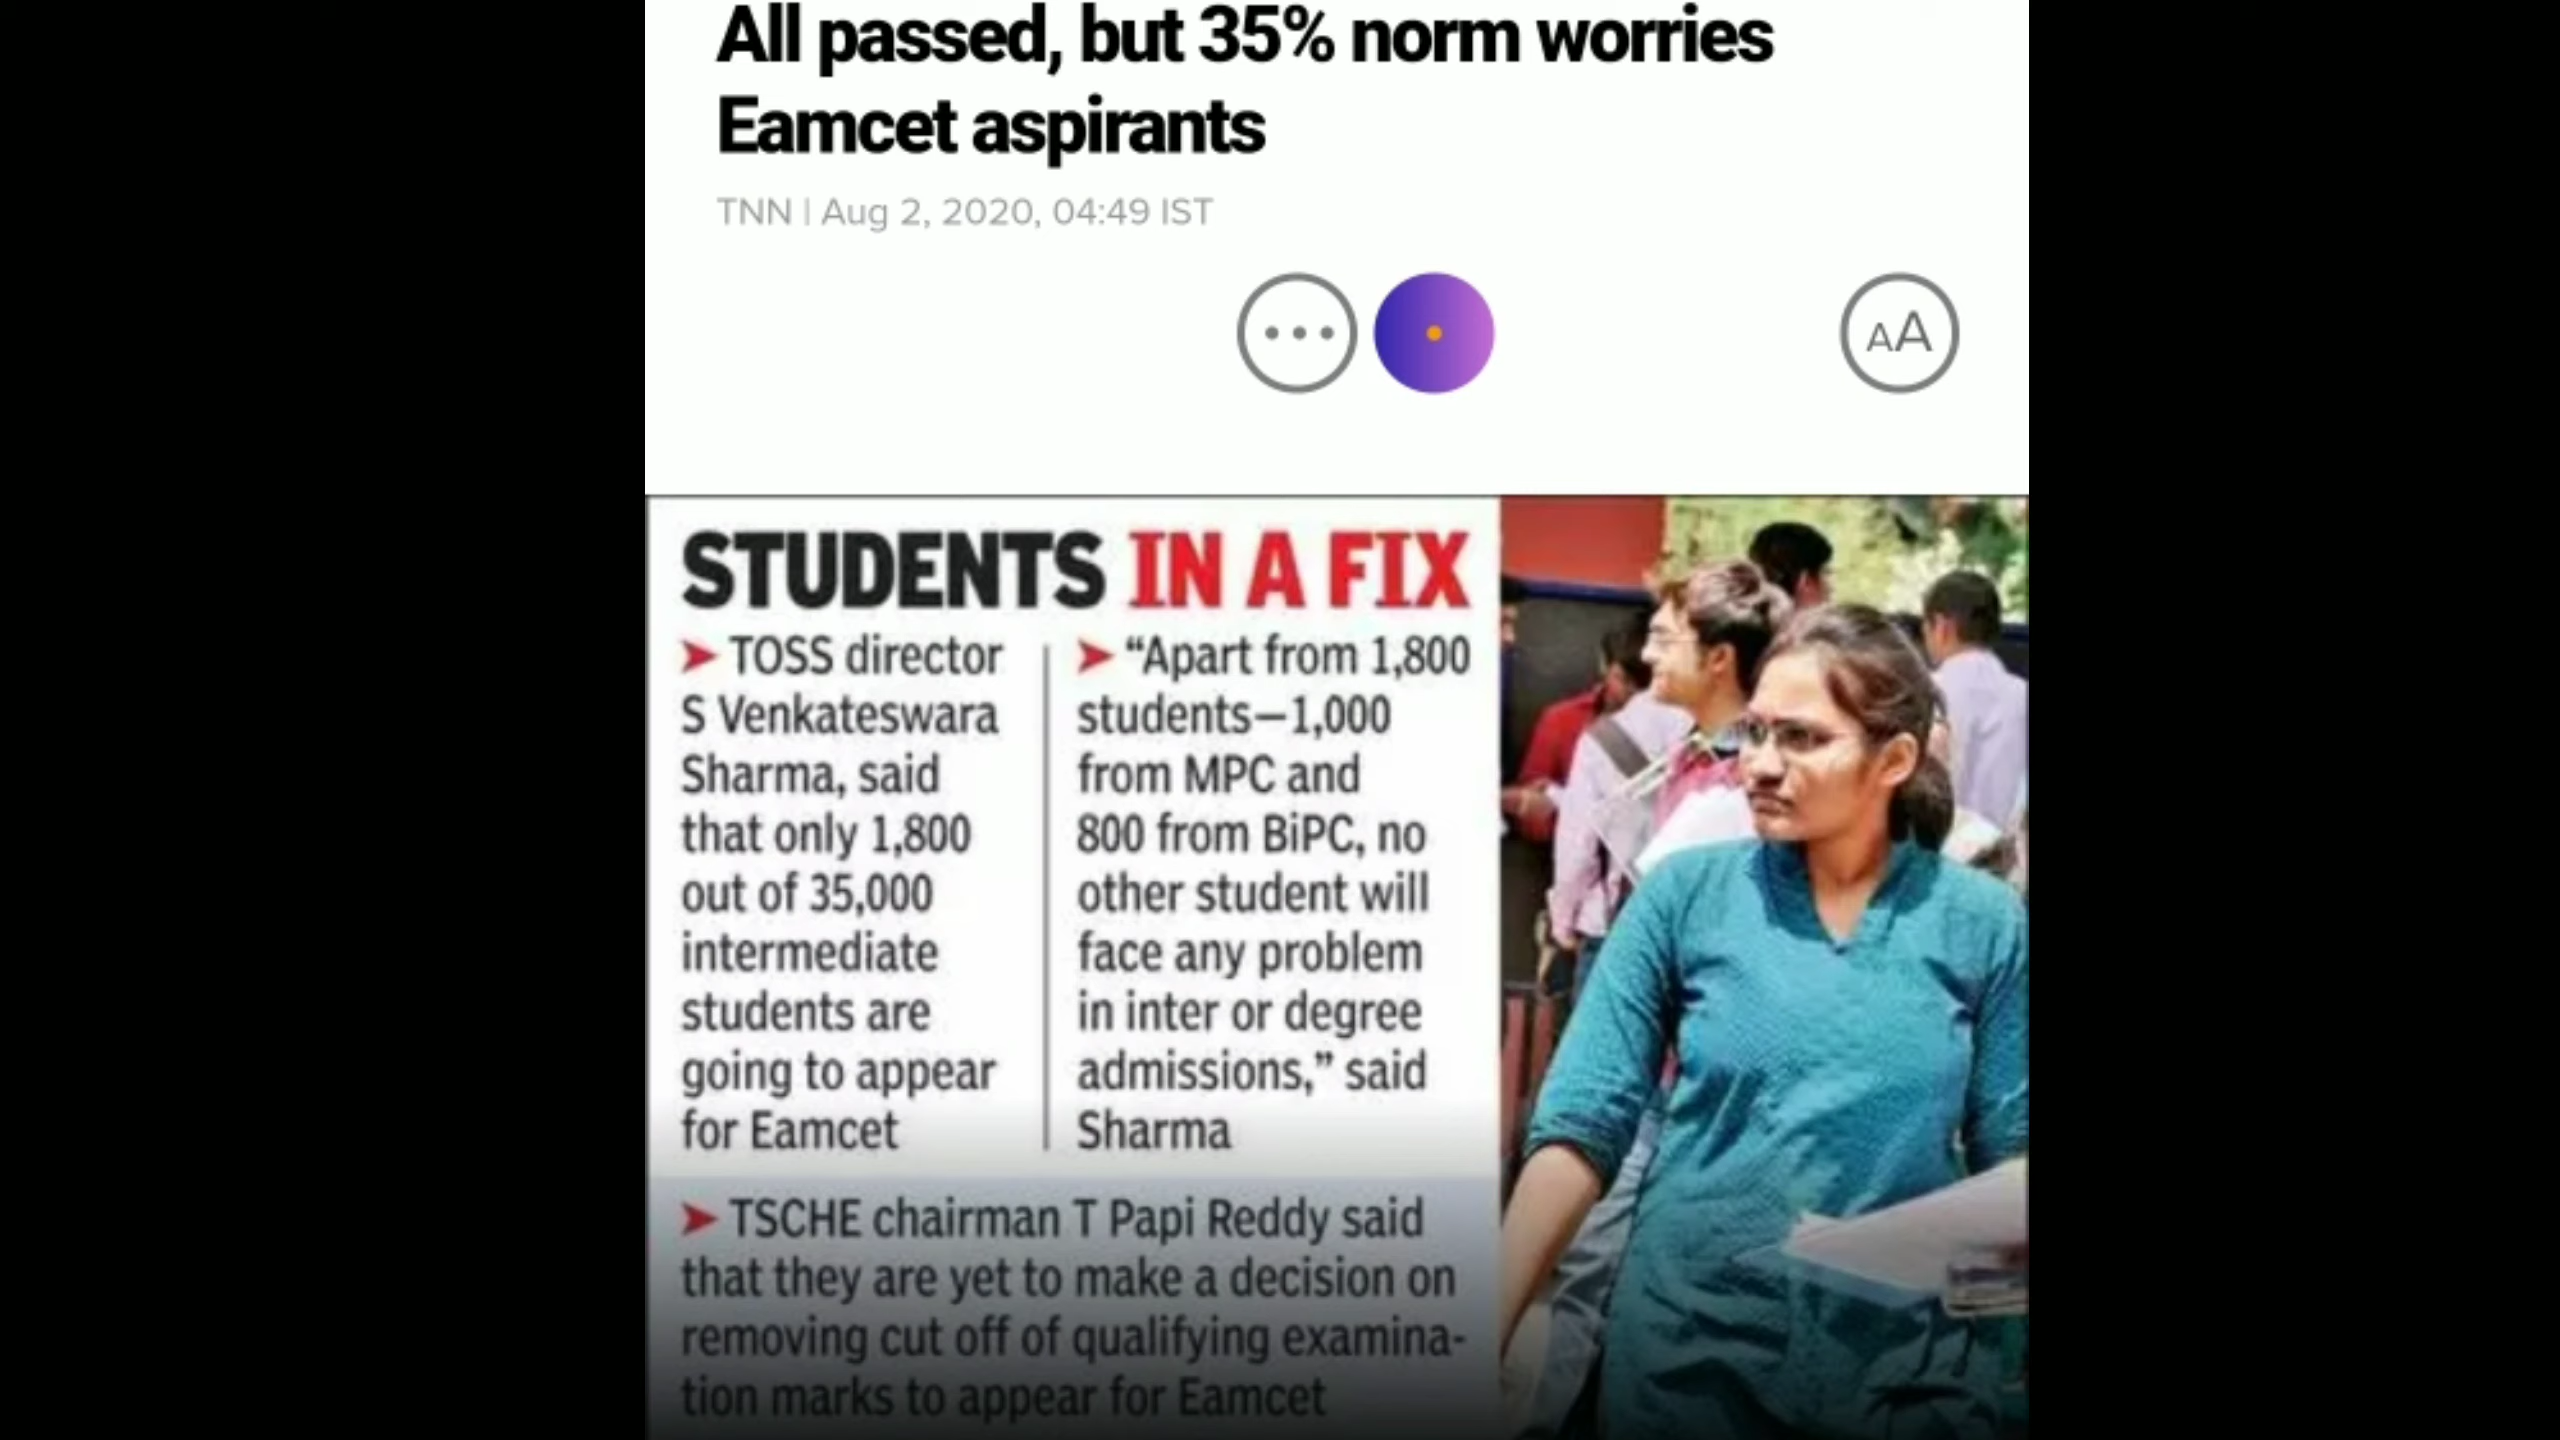 All passed, but 35% norm worries
Eamcet aspirants
TNN | Aug 2, 2020, 04:49 IST
AA
STUDENTS IN A FIX
➤ TOSS director
S Venkateswara
Sharma, said
that only 1,800
out of 35,000
intermediate
students are
going to appear
for Eamcet
➤ “Apart from 1,800
students—1,000
from MPC and
800 from BiPC, no
other student will
face any problem
in inter or degree
admissions,” said
Sharma
➤ TSCHE chairman T Papi Reddy said
that they are yet to make a decision on
removing cut off of qualifying examina-
tion marks to appear for Eamcet